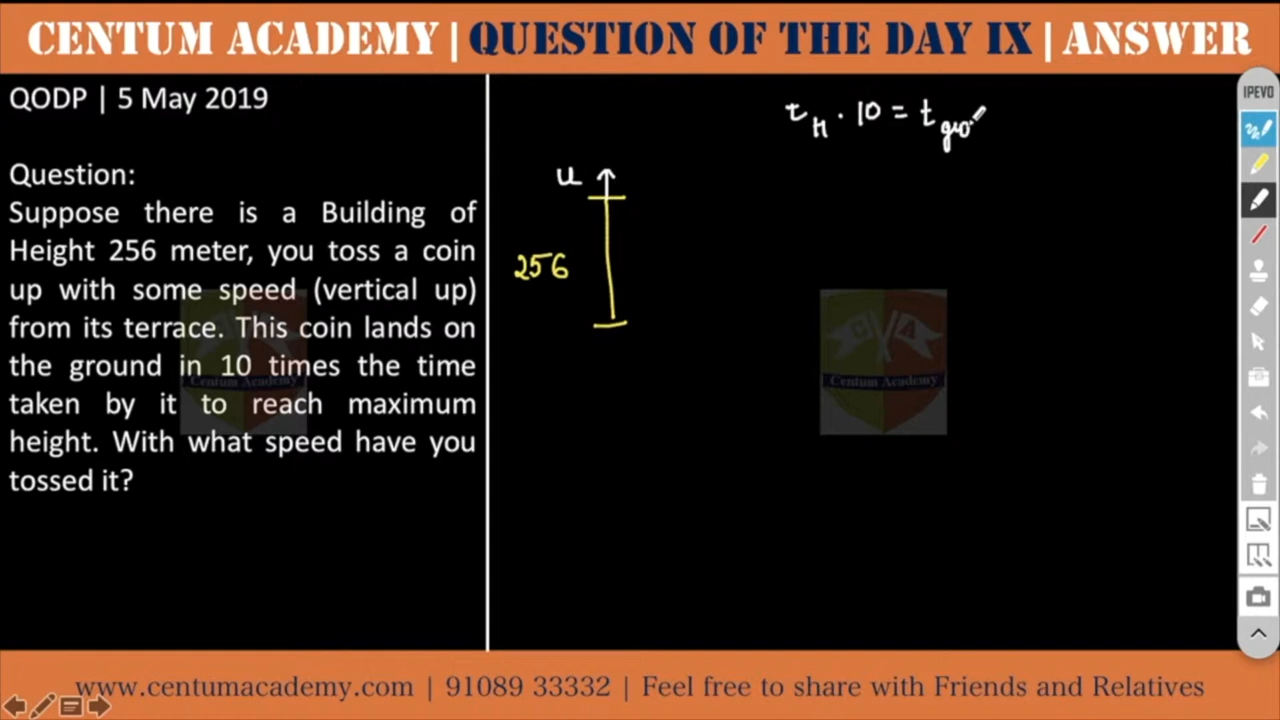 CENTUM ACADEMY | QUESTION OF THE DAY IX | ANSWER
QODP | 5 May 2019
Question:
Suppose there is a Building of
Height 256 meter, you toss a coin
up with some speed (vertical up)
from its terrace. This coin lands on
the ground in 10 times the time
taken by it to reach maximum
height. With what speed have you
tossed it?
t_H · 10 = t_gro
u
256
C A
Centum Academy
Centum Academy
IPEVO
www.centumacademy.com | 91089 33332 | Feel free to share with Friends and Relatives